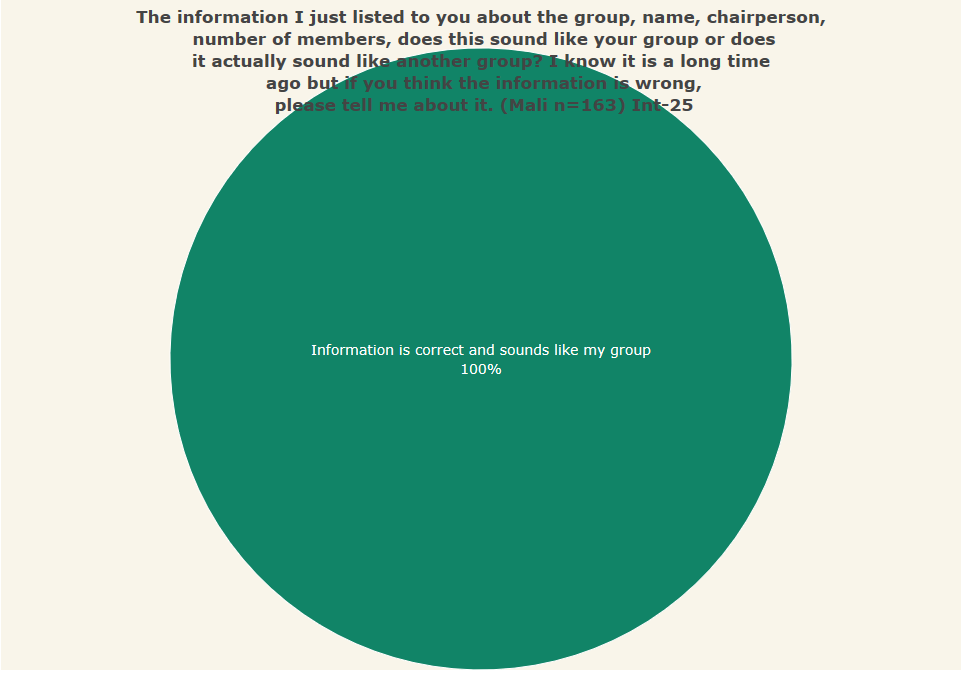 The information I just listed to you about the group, name, chairperson,
number of members, does this sound like your group or does
it actually sound like another group? I know it is a long time
ago but if you think the information is wrong,
please tell me about it. (Mali n=163) Int-25
Information is correct and sounds like my group
100%